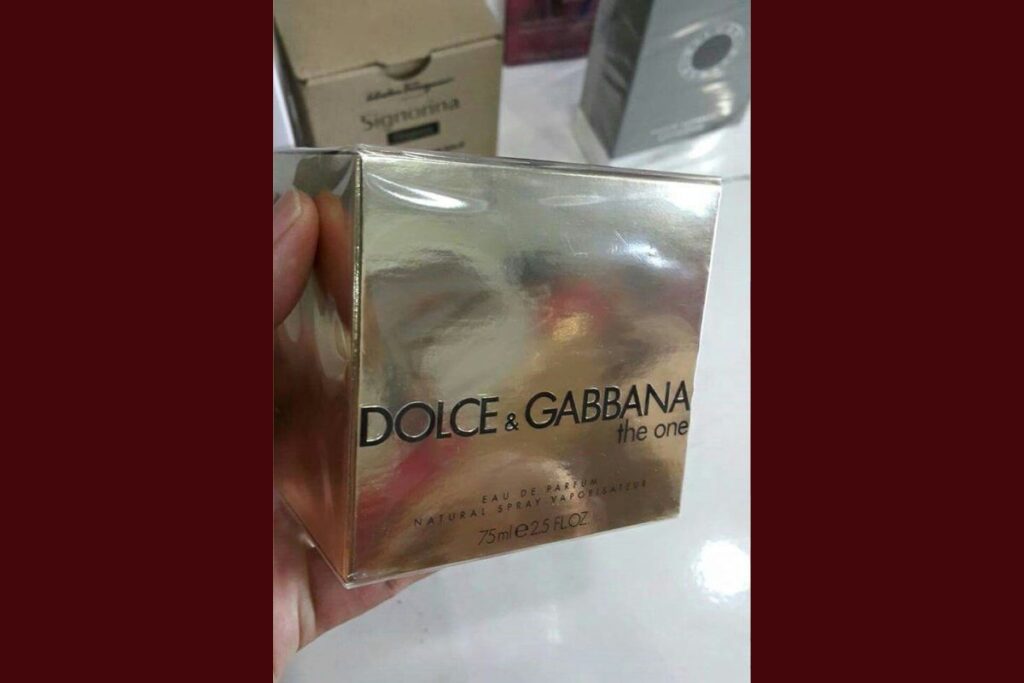 Signorina
DOLCE & GABBANA
the one
EAU DE PARFUM
NATURAL SPRAY VAPORISATEUR
75ml e 2.5 FL.OZ.